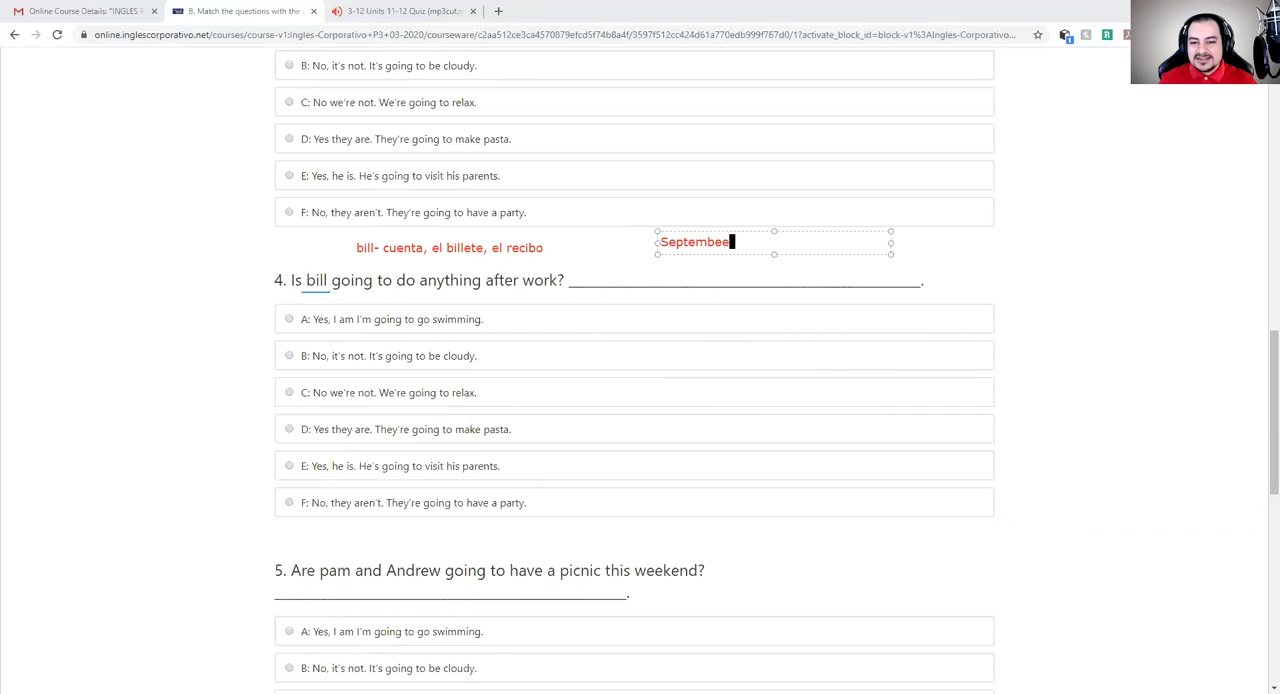 Online Course Details: "INGLES P
B. Match the questions with the
3-12 Units 11-12 Quiz (mp3cut.
online.inglescorporativo.net/courses/course-v1:Ingles-Corporativo+P3+03-2020/courseware/c2aa512ce3ca4570879efcd5f74b8a4f/3597f512cc424d61a770edb999f767d0/1?activate_block_id=block-v1%3AIngles-Corporativo...
B: No, it's not. It's going to be cloudy.
C: No we're not. We're going to relax.
D: Yes they are. They're going to make pasta.
E: Yes, he is. He's going to visit his parents.
F: No, they aren't. They're going to have a party.
bill- cuenta, el billete, el recibo
Septembee
4. Is bill going to do anything after work? ________________________________________.
A: Yes, I am I'm going to go swimming.
B: No, it's not. It's going to be cloudy.
C: No we're not. We're going to relax.
D: Yes they are. They're going to make pasta.
E: Yes, he is. He's going to visit his parents.
F: No, they aren't. They're going to have a party.
5. Are pam and Andrew going to have a picnic this weekend?
________________________________________.
A: Yes, I am I'm going to go swimming.
B: No, it's not. It's going to be cloudy.